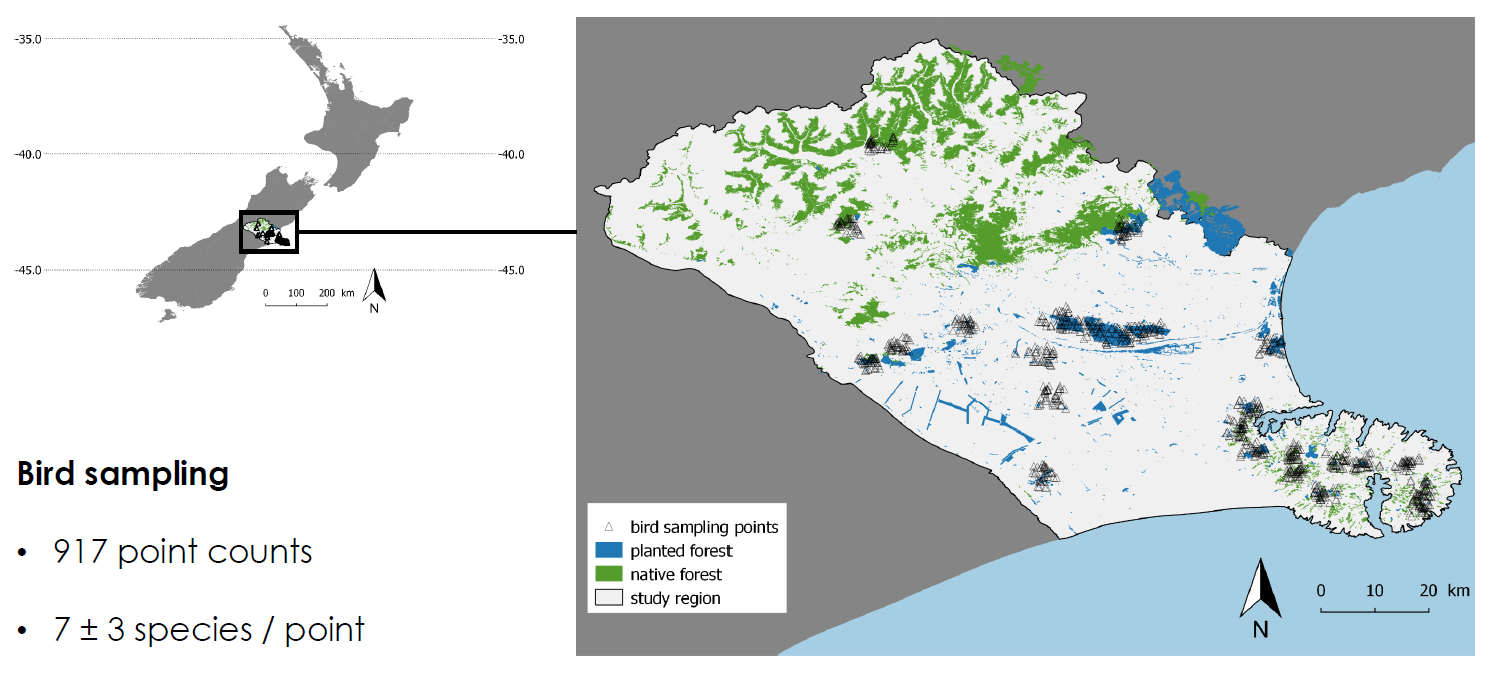 -35.0 -35.0
-40.0 -40.0
-45.0 -45.0
0 100 200 km
N
Bird sampling
• 917 point counts
• 7 ± 3 species / point
bird sampling points
planted forest
native forest
study region
0 10 20 km
N